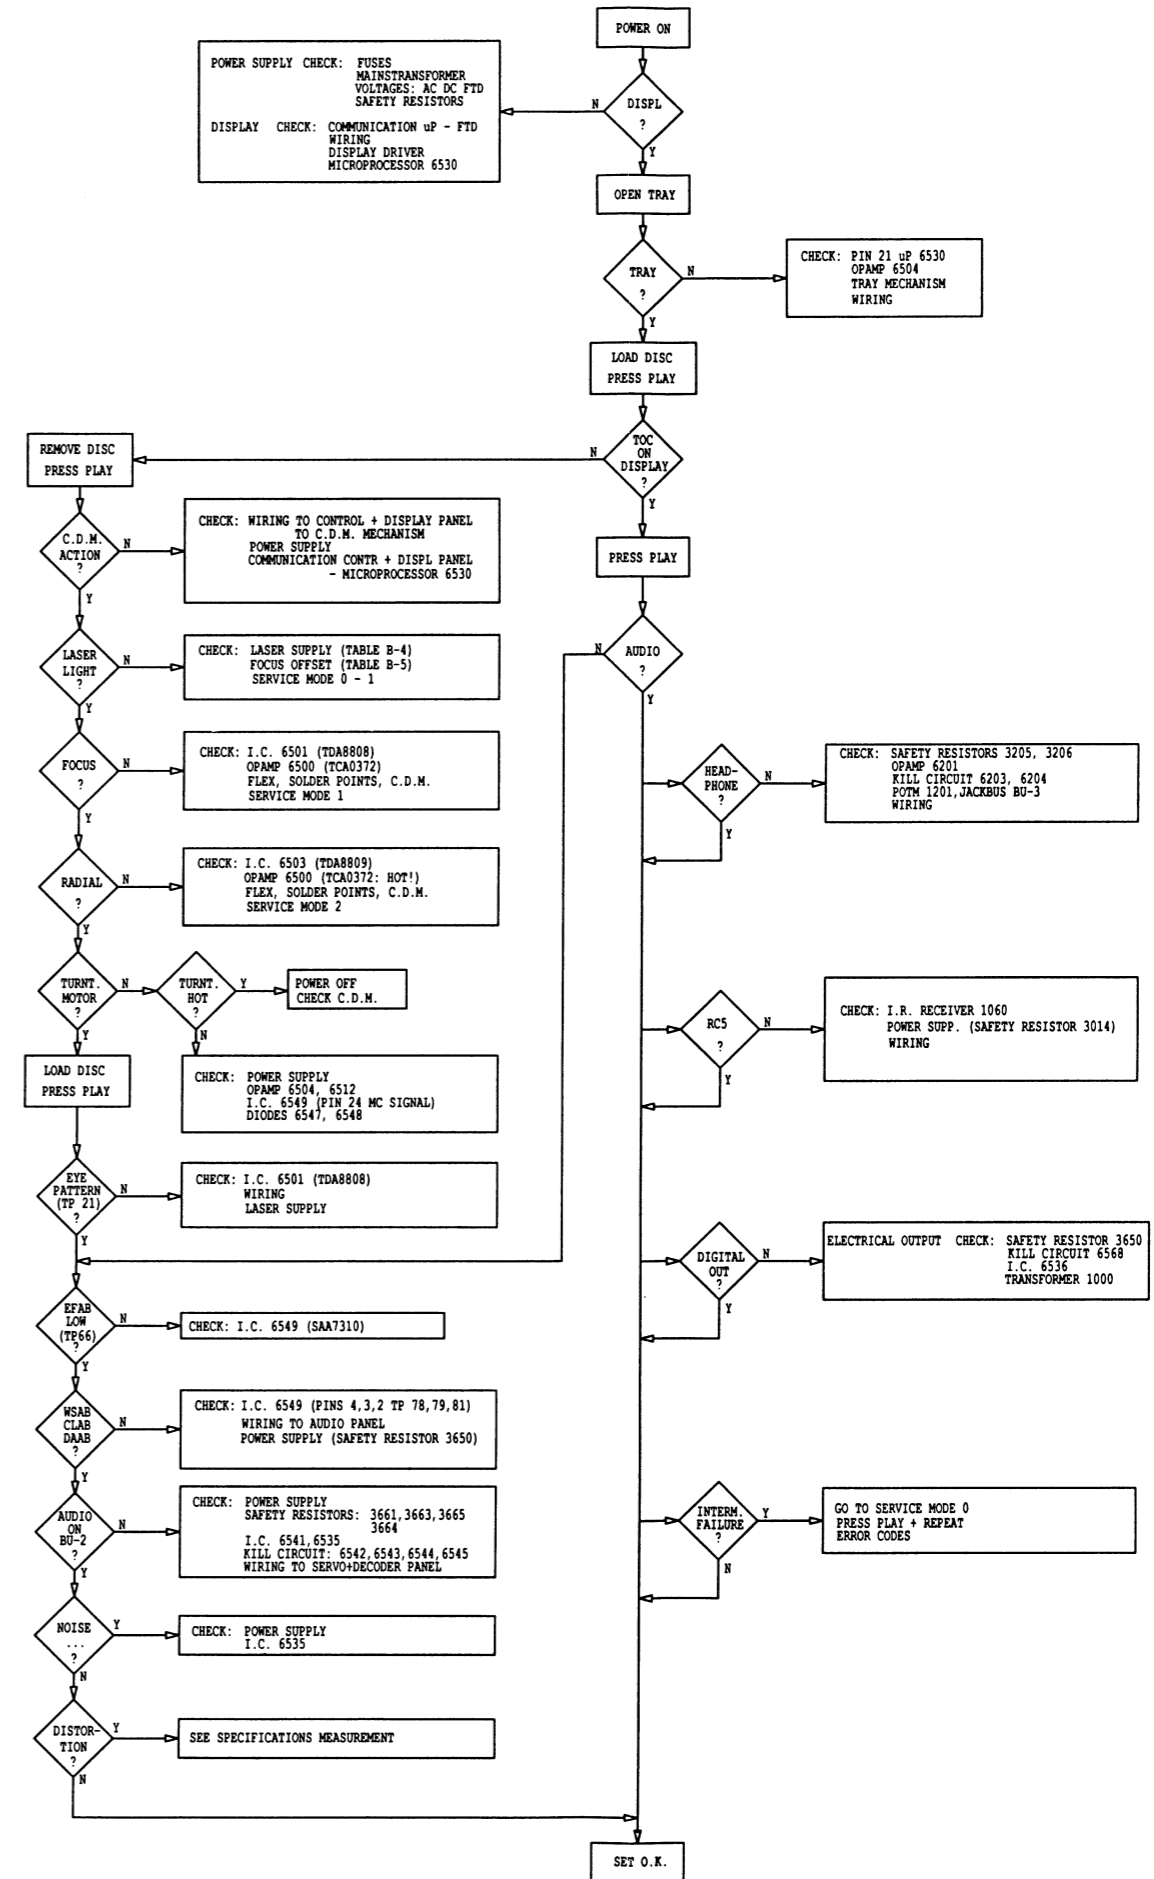 POWER ON
POWER SUPPLY CHECK: FUSES
MAINSTRANSFORMER
VOLTAGES: AC DC FTD
SAFETY RESISTORS
DISPLAY CHECK: COMMUNICATION uP - FTD
WIRING
DISPLAY DRIVER
MICROPROCESSOR 6530
N
DISPL
?
Y
OPEN TRAY
TRAY
?
N
Y
CHECK: PIN 21 uP 6530
OPAMP 6504
TRAY MECHANISM
WIRING
LOAD DISC
PRESS PLAY
TOC
ON
DISPLAY
?
N
Y
PRESS PLAY
AUDIO
?
N
Y
REMOVE DISC
PRESS PLAY
C.D.M.
ACTION
?
N
Y
CHECK: WIRING TO CONTROL + DISPLAY PANEL
TO C.D.M. MECHANISM
POWER SUPPLY
COMMUNICATION CONTR + DISPL PANEL
- MICROPROCESSOR 6530
LASER
LIGHT
?
N
Y
CHECK: LASER SUPPLY (TABLE B-4)
FOCUS OFFSET (TABLE B-5)
SERVICE MODE 0 - 1
FOCUS
?
N
Y
CHECK: I.C. 6501 (TDA8808)
OPAMP 6500 (TCA0372)
FLEX, SOLDER POINTS, C.D.M.
SERVICE MODE 1
RADIAL
?
N
Y
CHECK: I.C. 6503 (TDA8809)
OPAMP 6500 (TCA0372: HOT!)
FLEX, SOLDER POINTS, C.D.M.
SERVICE MODE 2
TURNT.
MOTOR
?
N
Y
TURNT.
HOT
?
Y
N
POWER OFF
CHECK C.D.M.
LOAD DISC
PRESS PLAY
CHECK: POWER SUPPLY
OPAMP 6504, 6512
I.C. 6549 (PIN 24 MC SIGNAL)
DIODES 6547, 6548
EYE
PATTERN
(TP 21)
?
N
Y
CHECK: I.C. 6501 (TDA8808)
WIRING
LASER SUPPLY
EFAB
LOW
(TP66)
?
N
Y
CHECK: I.C. 6549 (SAA7310)
WSAB
CLAB
DAAB
?
N
Y
CHECK: I.C. 6549 (PINS 4,3,2 TP 78,79,81)
WIRING TO AUDIO PANEL
POWER SUPPLY (SAFETY RESISTOR 3650)
AUDIO
ON
BU-2
?
N
Y
CHECK: POWER SUPPLY
SAFETY RESISTORS: 3661,3663,3665
3664
I.C. 6541,6535
KILL CIRCUIT: 6542,6543,6544,6545
WIRING TO SERVO+DECODER PANEL
NOISE
...
?
Y
N
CHECK: POWER SUPPLY
I.C. 6535
DISTOR-
TION
?
Y
N
SEE SPECIFICATIONS MEASUREMENT
HEAD-
PHONE
?
N
Y
CHECK: SAFETY RESISTORS 3205, 3206
OPAMP 6201
KILL CIRCUIT 6203, 6204
POTM 1201,JACKBUS BU-3
WIRING
RC5
?
N
Y
CHECK: I.R. RECEIVER 1060
POWER SUPP. (SAFETY RESISTOR 3014)
WIRING
DIGITAL
OUT
?
N
Y
ELECTRICAL OUTPUT CHECK: SAFETY RESISTOR 3650
KILL CIRCUIT 6568
I.C. 6536
TRANSFORMER 1000
INTERM.
FAILURE
?
Y
N
GO TO SERVICE MODE 0
PRESS PLAY + REPEAT
ERROR CODES
SET O.K.